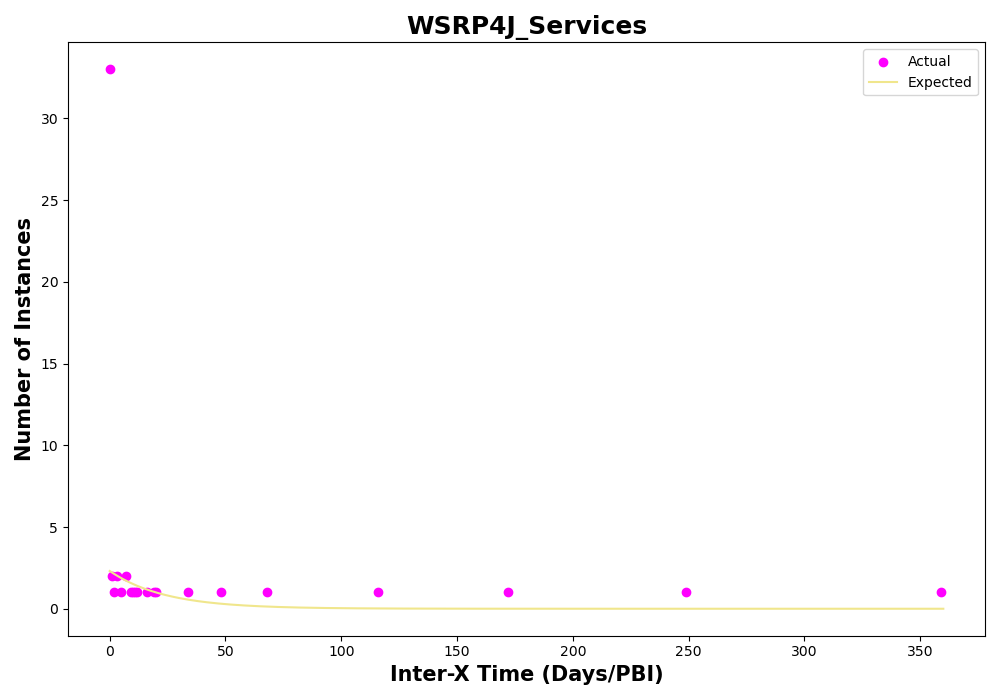 WSRP4J_Services
Actual
Expected
Number of Instances
30
25
20
15
10
5
0
0 50 100 150 200 250 300 350
Inter-X Time (Days/PBI)